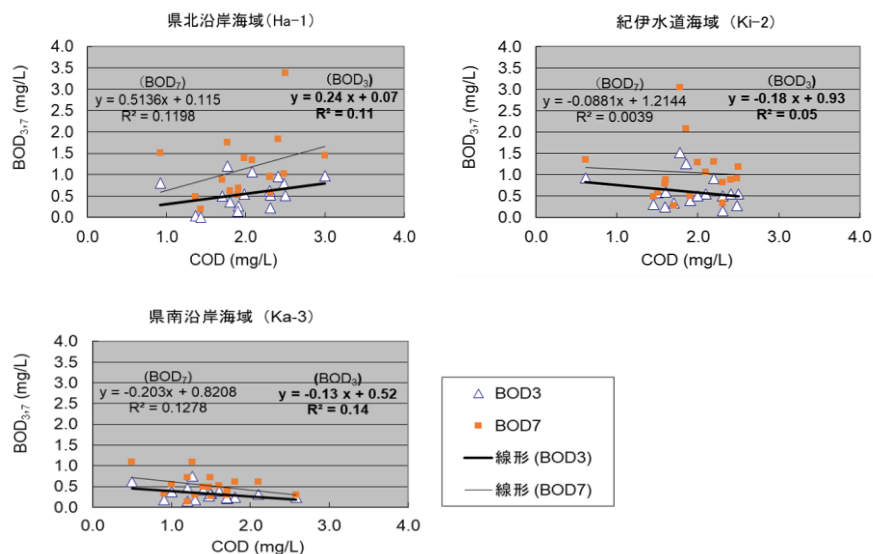 県北沿岸海域(Ha-1)
BOD3,7 (mg/L)
4.0
3.5
3.0
2.5
2.0
1.5
1.0
0.5
0.0
(BOD7)
y = 0.5136x + 0.115
R² = 0.1198
(BOD3)
y = 0.24 x + 0.07
R² = 0.11
0.0 1.0 2.0 3.0 4.0
COD (mg/L)
紀伊水道海域 (Ki-2)
BOD3,7 (mg/L)
4.0
3.5
3.0
2.5
2.0
1.5
1.0
0.5
0.0
(BOD7)
y = -0.0881x + 1.2144
R² = 0.0039
(BOD3)
y = -0.18 x + 0.93
R² = 0.05
0.0 1.0 2.0 3.0 4.0
COD (mg/L)
県南沿岸海域 (Ka-3)
BOD3,7 (mg/L)
4.0
3.5
3.0
2.5
2.0
1.5
1.0
0.5
0.0
(BOD7)
y = -0.203x + 0.8208
R² = 0.1278
(BOD3)
y = -0.13 x + 0.52
R² = 0.14
0.0 1.0 2.0 3.0 4.0
COD (mg/L)
BOD3
BOD7
線形 (BOD3)
線形 (BOD7)